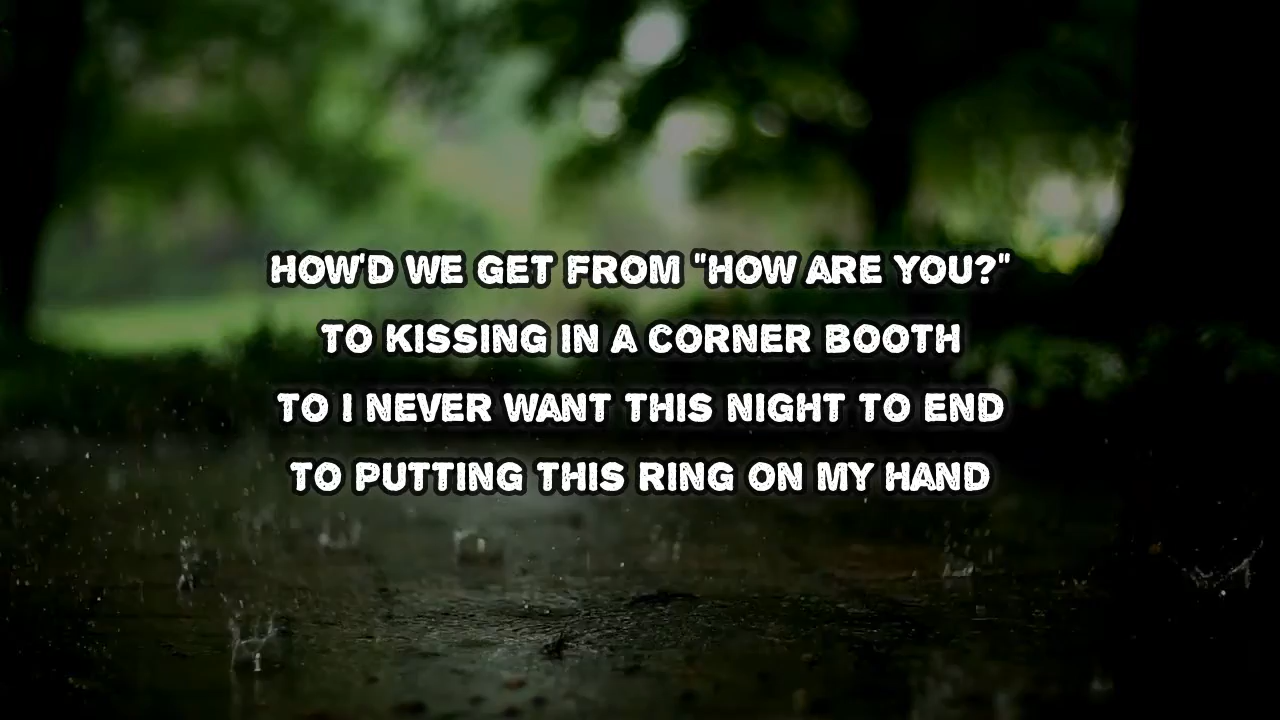 HOW'D WE GET FROM "HOW ARE YOU?"
TO KISSING IN A CORNER BOOTH
TO I NEVER WANT THIS NIGHT TO END
TO PUTTING THIS RING ON MY HAND